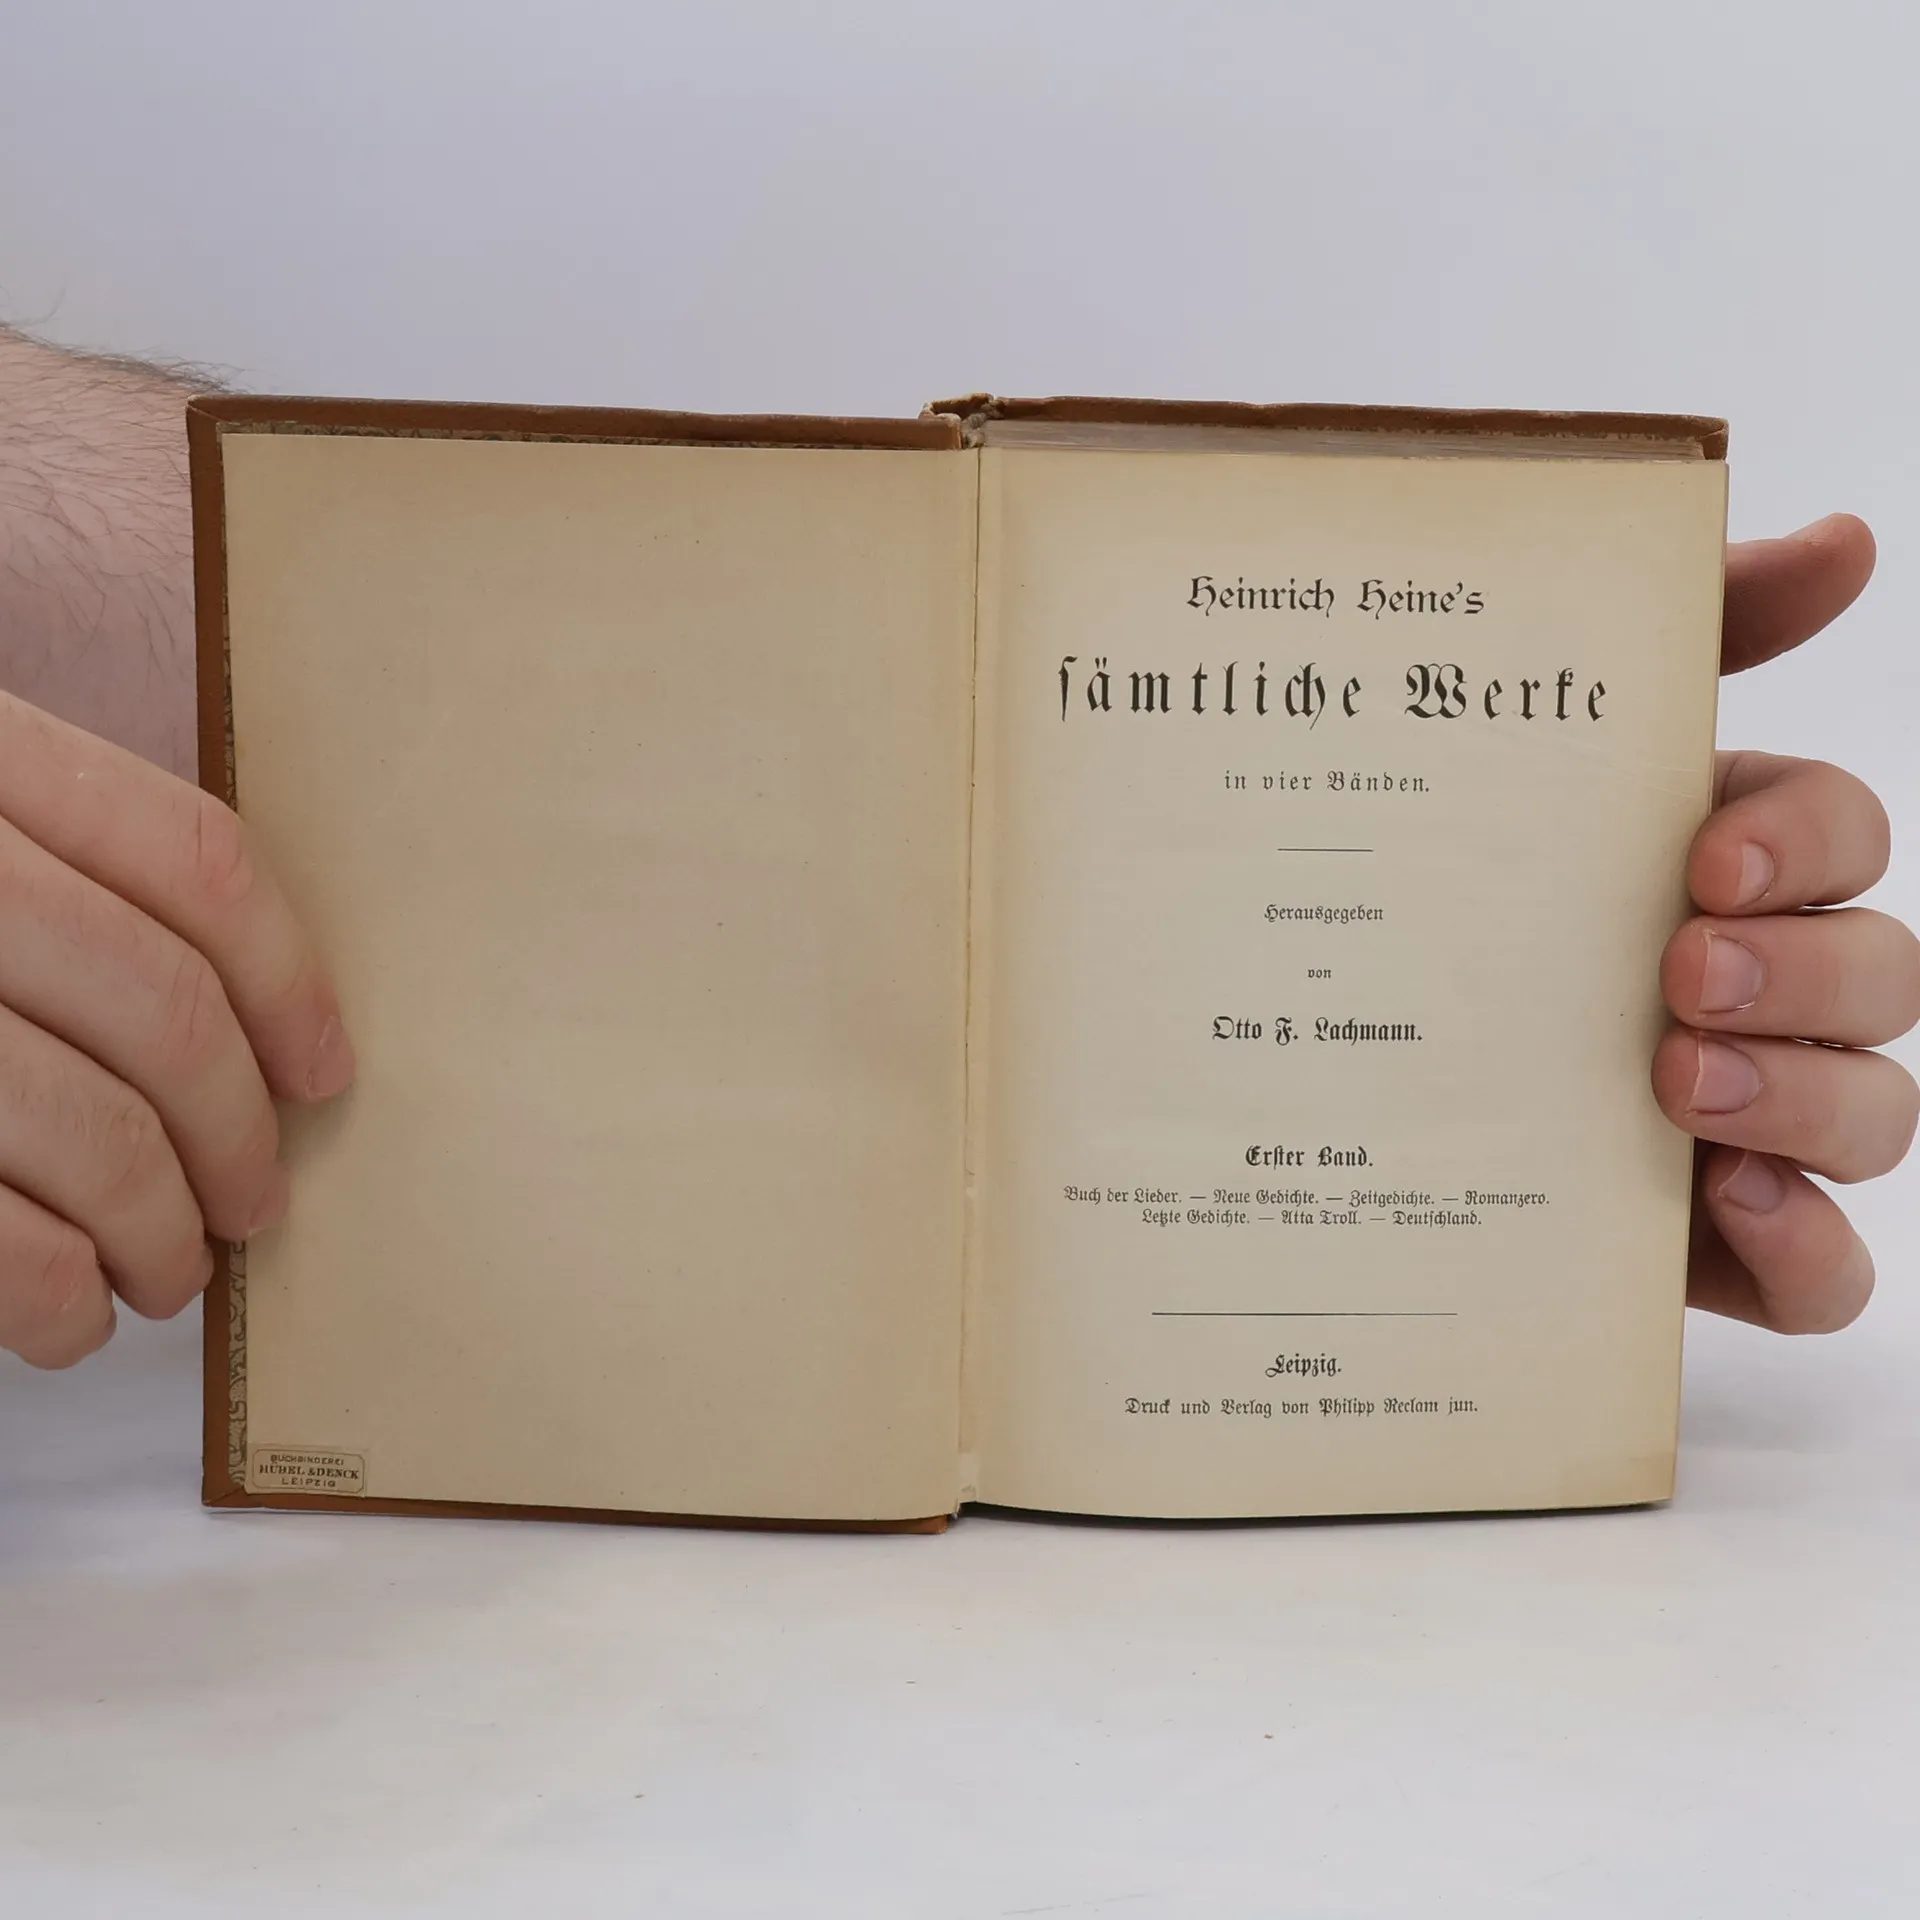 BUCHBINDEREI
HÜBEL & DENCK
LEIPZIG
Heinrich Heine's
ſämtliche Werke
in vier Bänden.
Herausgegeben
von
Otto F. Lachmann.
Erſter Band.
Buch der Lieder. — Neue Gedichte. — Zeitgedichte. — Romanzero.
Letzte Gedichte. — Atta Troll. — Deutſchland.
Leipzig.
Druck und Verlag von Philipp Reclam jun.